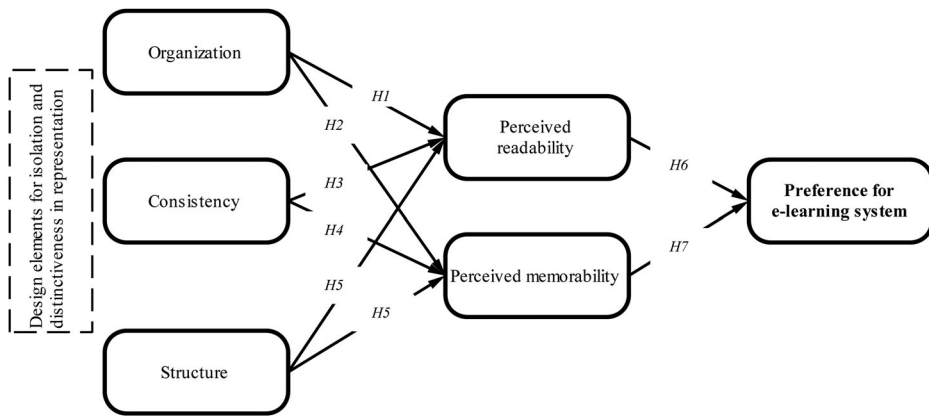 Design elements for isolation and
distinctiveness in representation
Organization
Consistency
Structure
H1
H2
H3
H4
H5
H5
Perceived
readability
Perceived memorability
H6
H7
Preference for
e-learning system